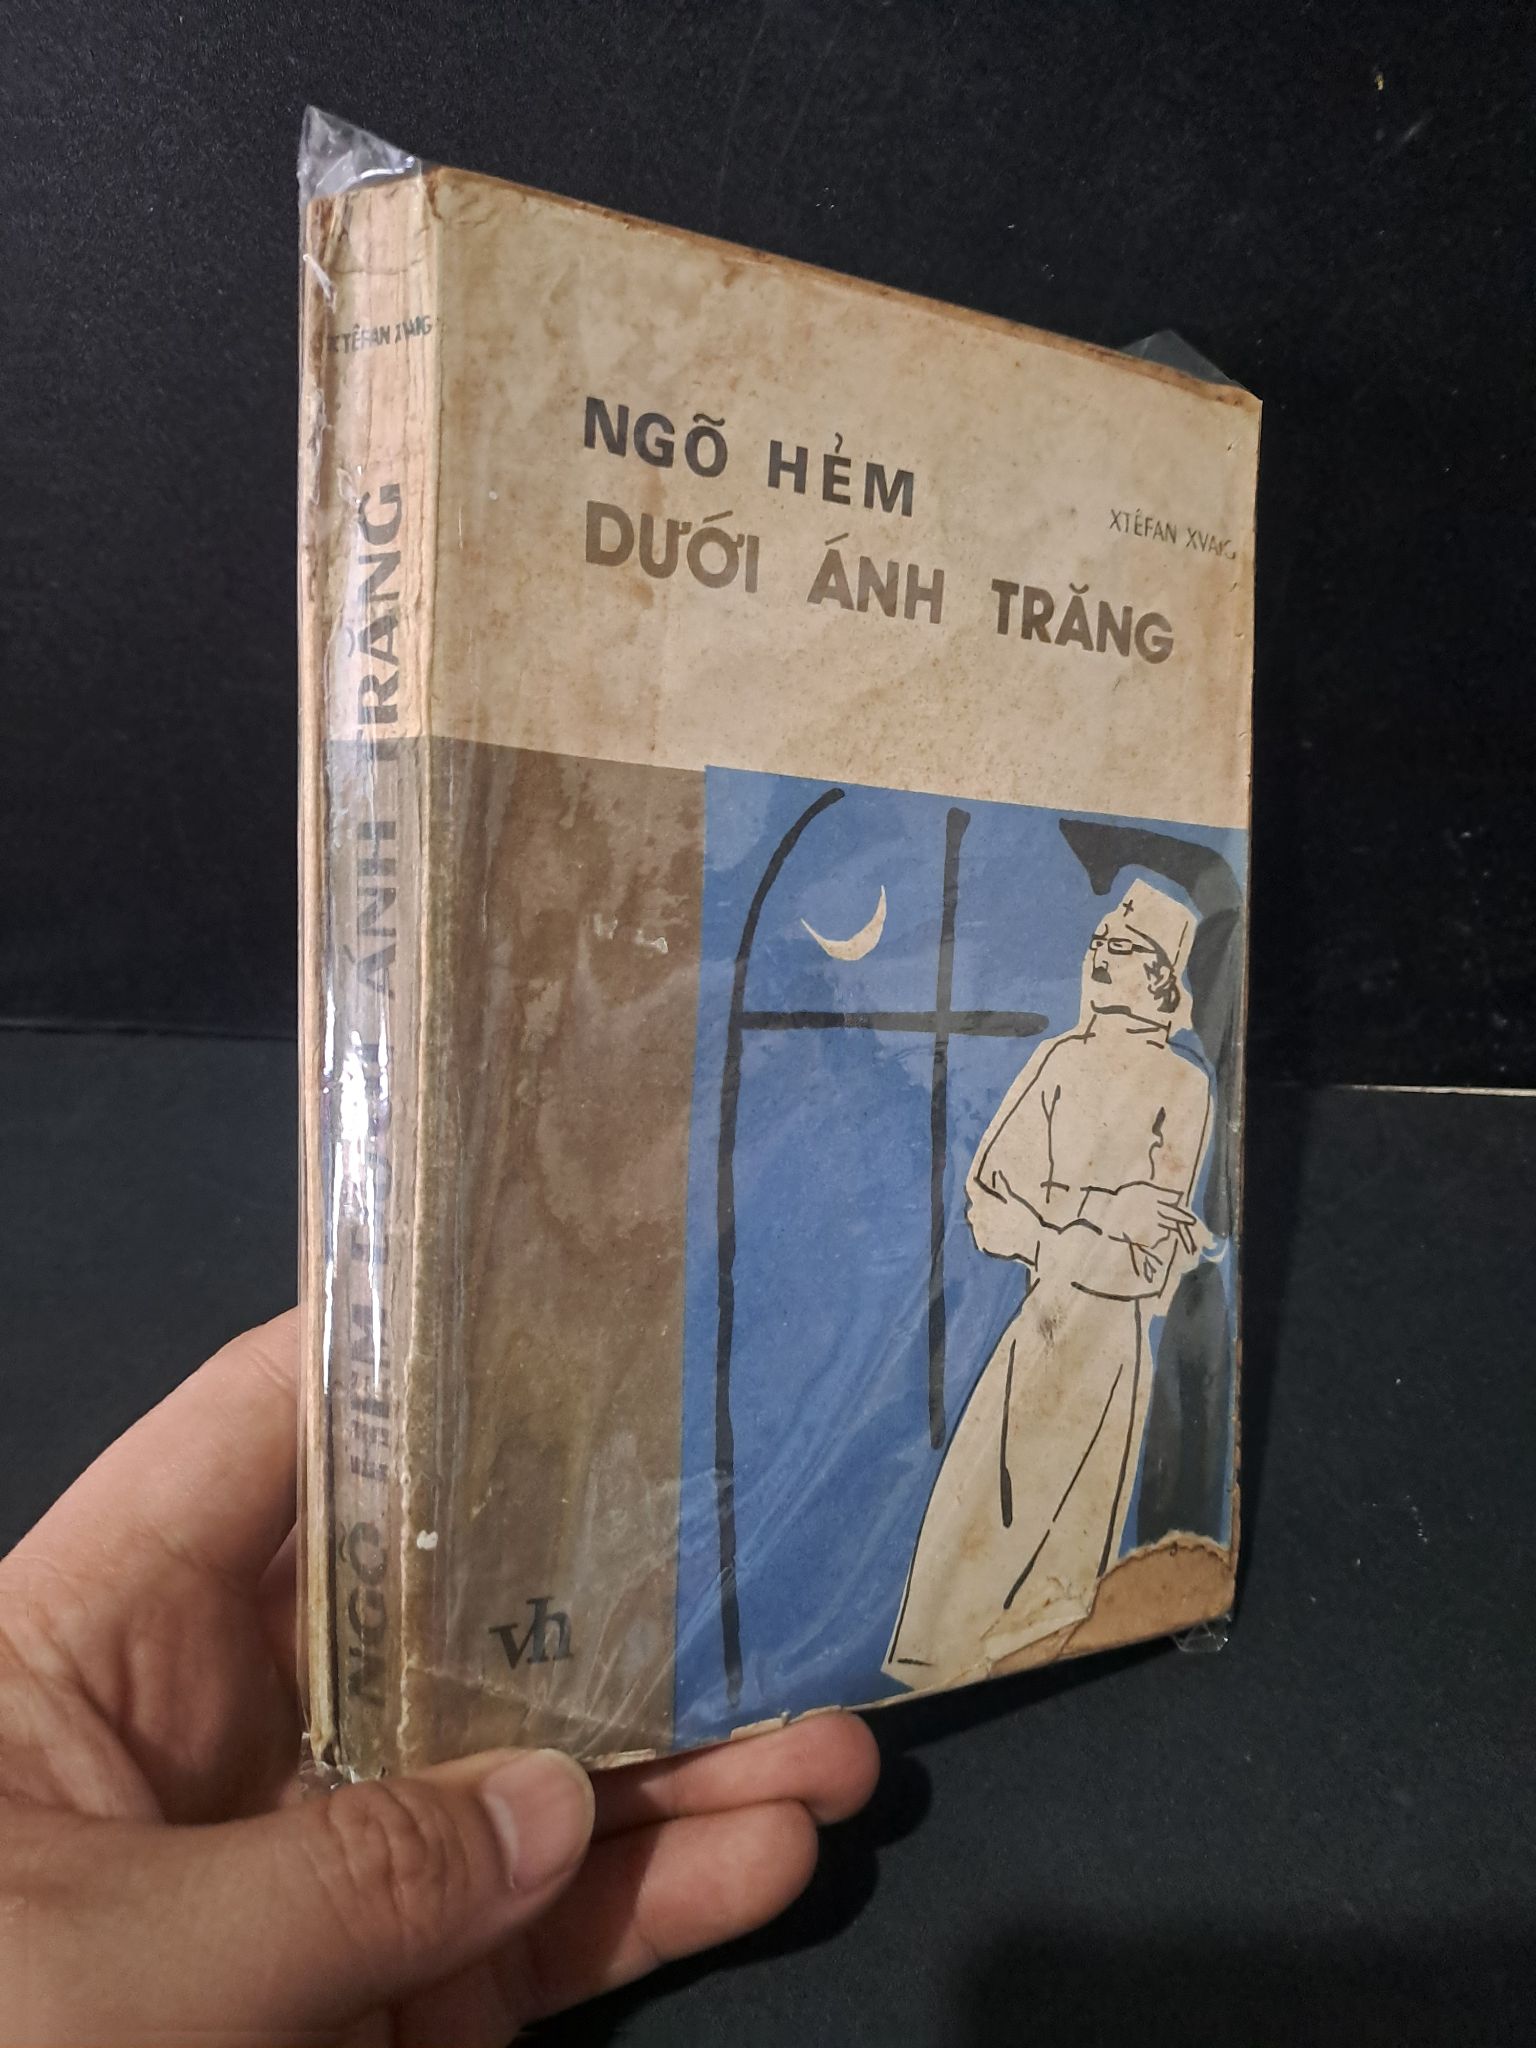 XTÊFAN XVAIG
NGÕ HẺM DƯỚI ÁNH TRĂNG
NGÕ HẺM
XTÊFAN XVAIG
DƯỚI ÁNH TRĂNG
vh